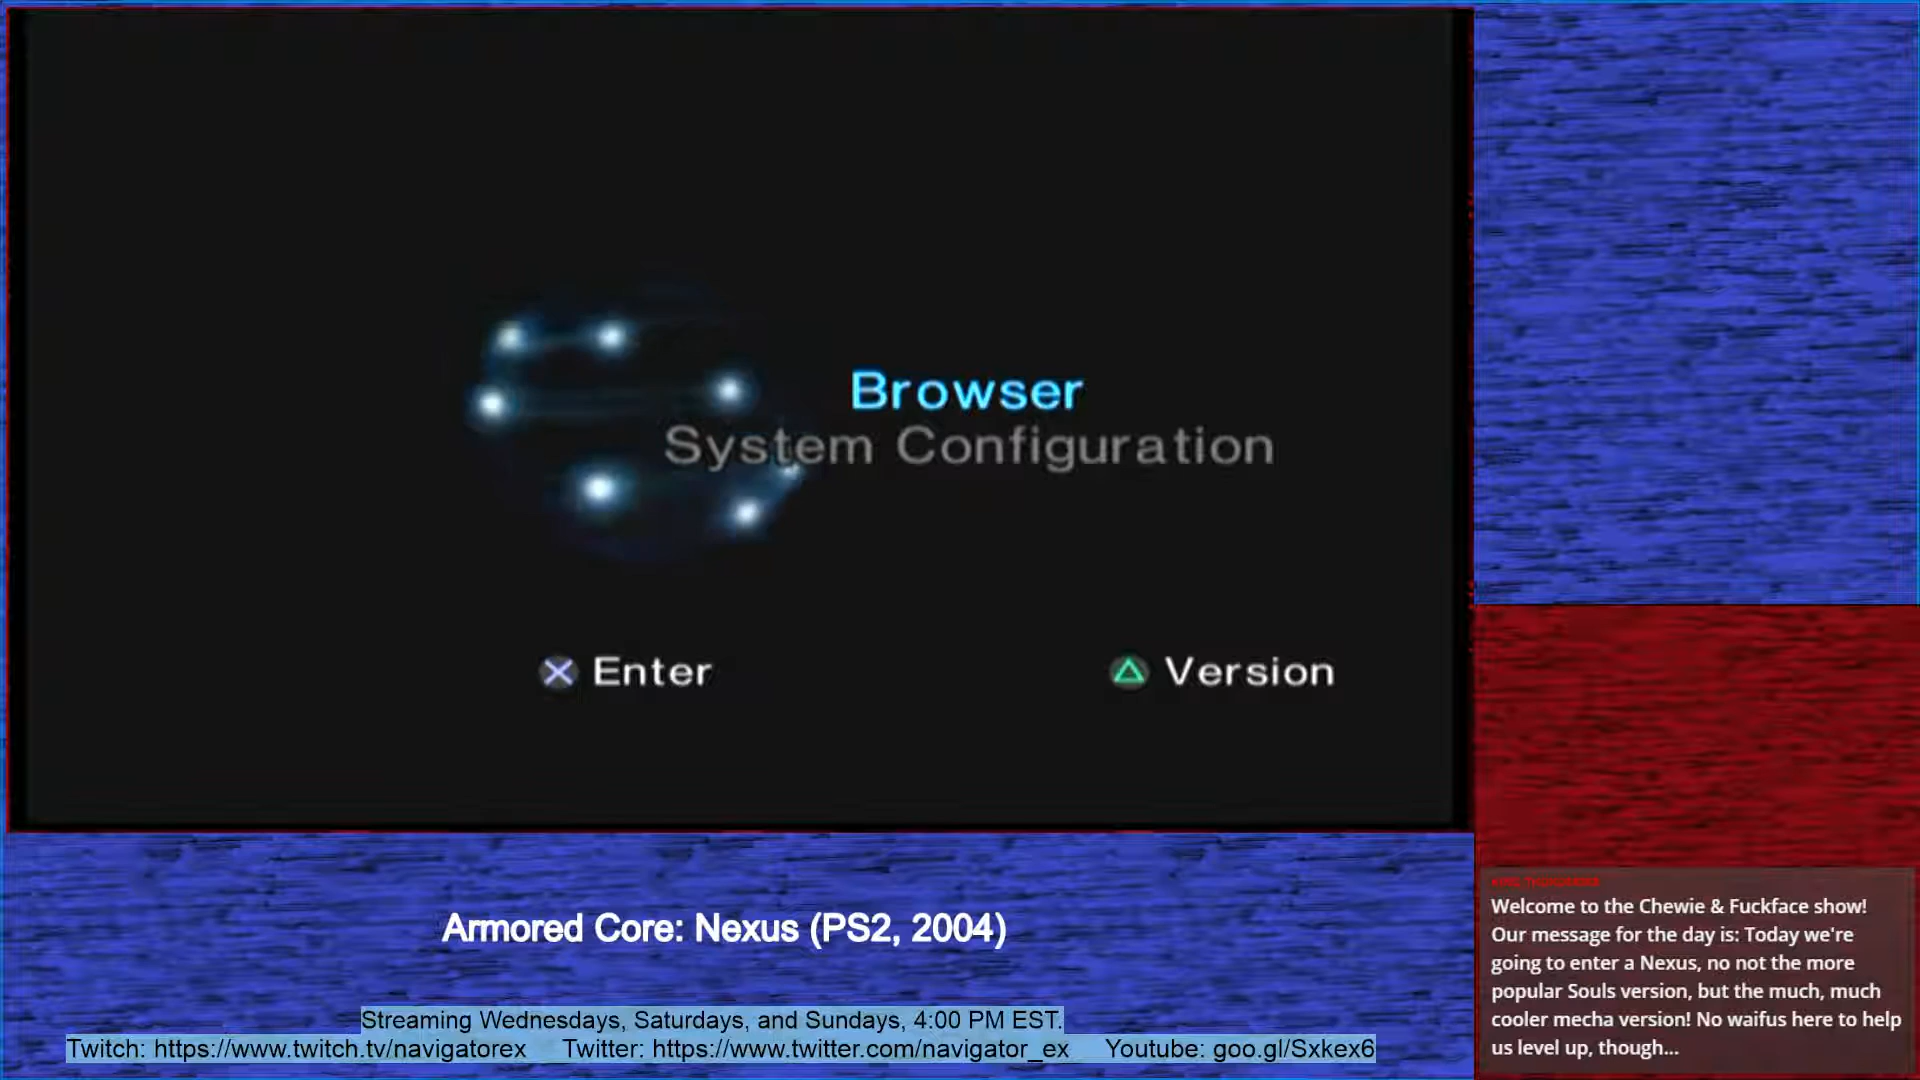 Browser
System Configuration
Enter
Version
Armored Core: Nexus (PS2, 2004)
Streaming Wednesdays, Saturdays, and Sundays, 4:00 PM EST.
Twitch: https://www.twitch.tv/navigatorex Twitter: https://www.twitter.com/navigator_ex Youtube: goo.gl/Sxkex6
Welcome to the Chewie & Fuckface show!
Our message for the day is: Today we're
going to enter a Nexus, no not the more
popular Souls version, but the much, much
cooler mecha version! No waifus here to help
us level up, though...